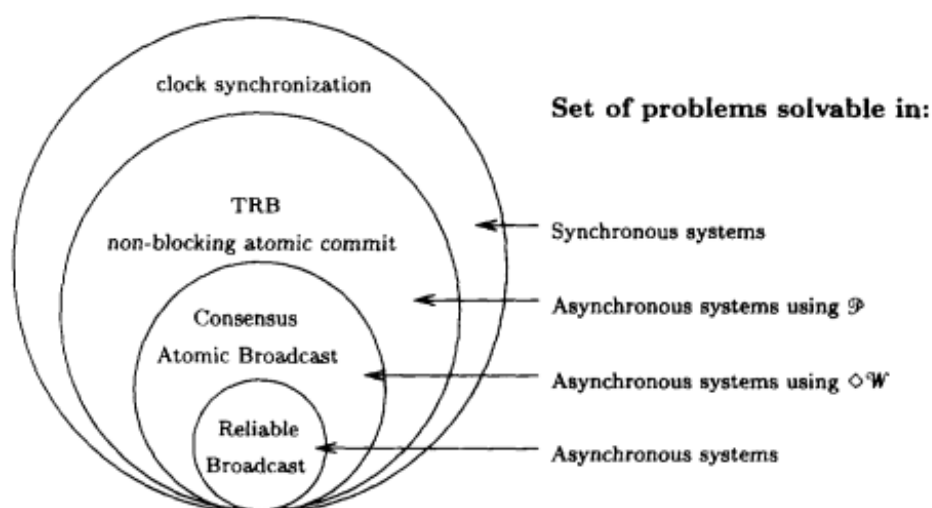 clock synchronization
Set of problems solvable in:
TRB
non-blocking atomic commit
Synchronous systems
Asynchronous systems using 𝒫
Consensus
Atomic Broadcast
Asynchronous systems using ◇𝒲
Reliable
Broadcast
Asynchronous systems